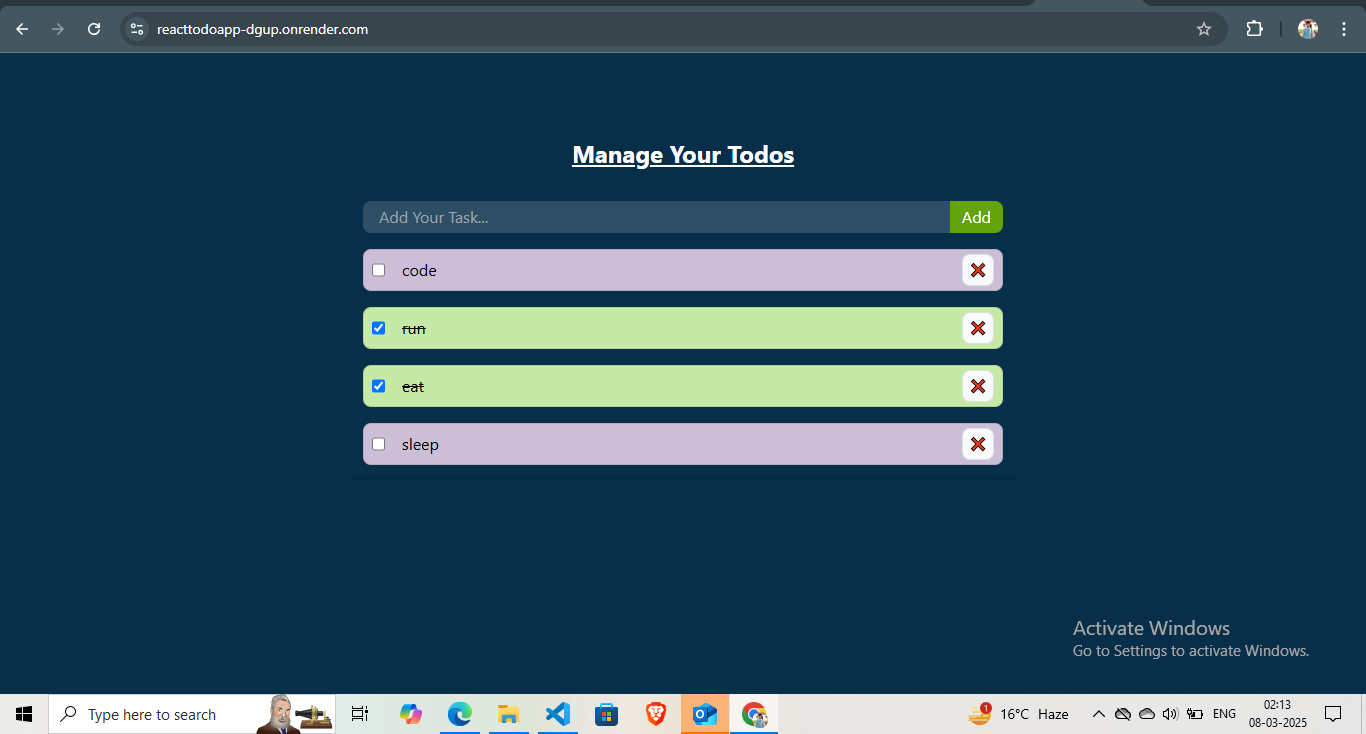 reacttodoapp-dgup.onrender.com
Manage Your Todos
Add Your Task... Add
code
run
eat
sleep
Activate Windows
Go to Settings to activate Windows.
Type here to search
1
16°C Haze
ENG
02:13
08-03-2025